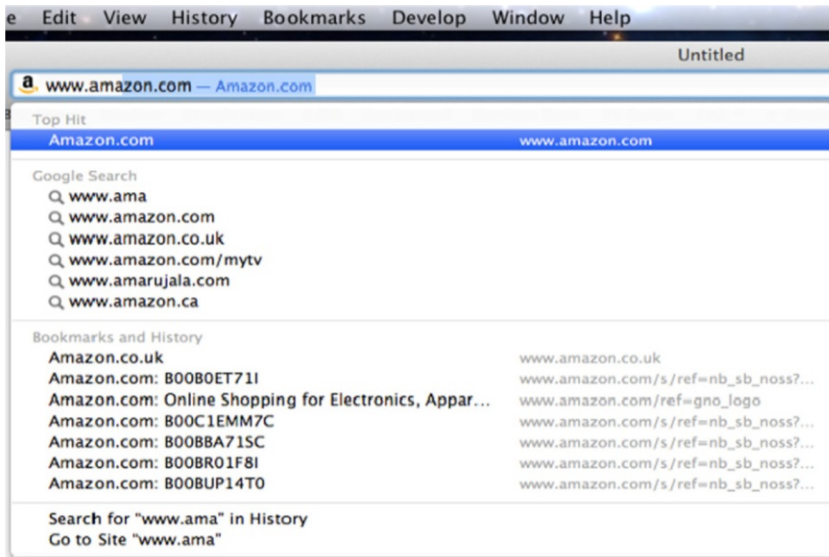 e Edit View History Bookmarks Develop Window Help
Untitled
a www.amazon.com — Amazon.com
Top Hit
Amazon.com www.amazon.com
Google Search
www.ama
www.amazon.com
www.amazon.co.uk
www.amazon.com/mytv
www.amarujala.com
www.amazon.ca
Bookmarks and History
Amazon.co.uk www.amazon.co.uk
Amazon.com: B00B0ET71I www.amazon.com/s/ref=nb_sb_noss?...
Amazon.com: Online Shopping for Electronics, Appar... www.amazon.com/ref=gno_logo
Amazon.com: B00C1EMM7C www.amazon.com/s/ref=nb_sb_noss?...
Amazon.com: B00BBA71SC www.amazon.com/s/ref=nb_sb_noss?...
Amazon.com: B00BR01F8I www.amazon.com/s/ref=nb_sb_noss?...
Amazon.com: B00BUP14T0 www.amazon.com/s/ref=nb_sb_noss?...
Search for "www.ama" in History
Go to Site "www.ama"